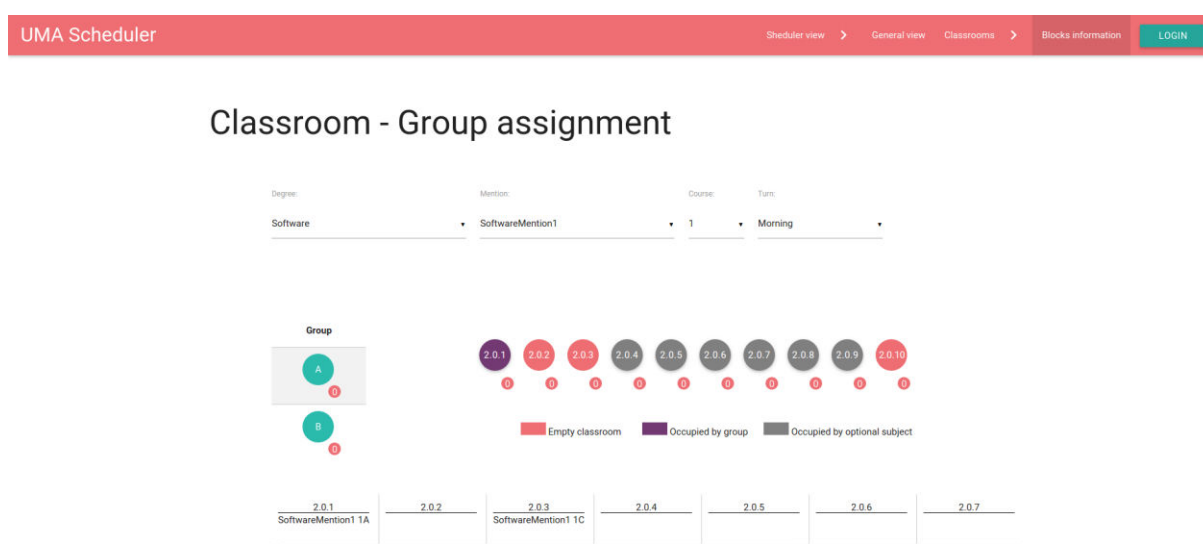 UMA Scheduler
Sheduler view
General view
Classrooms
Blocks information
LOGIN
Classroom - Group assignment
Degree:
Mention:
Course:
Turn:
Software
SoftwareMention1
1
Morning
Group
A
0
B
0
2.0.1
2.0.2
2.0.3
2.0.4
2.0.5
2.0.6
2.0.7
2.0.8
2.0.9
2.0.10
0
0
0
0
0
0
0
0
0
0
Empty classroom
Occupied by group
Occupied by optional subject
2.0.1
2.0.2
2.0.3
2.0.4
2.0.5
2.0.6
2.0.7
SoftwareMention1 1A
SoftwareMention1 1C